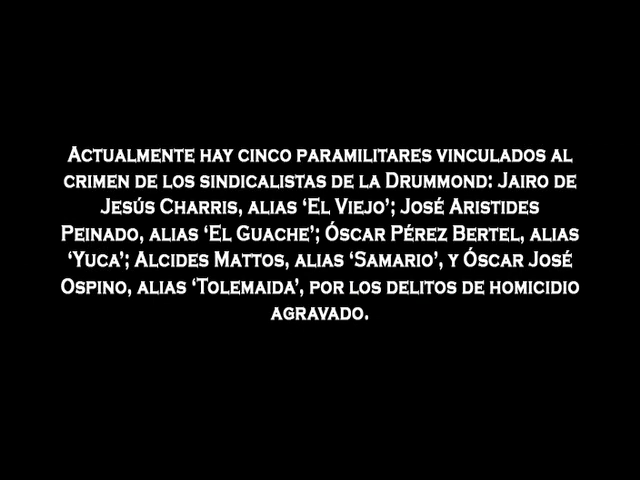 Actualmente hay cinco paramilitares vinculados al
crimen de los sindicalistas de la Drummond: Jairo de
Jesús Charris, alias ‘El Viejo’; José Aristides
Peinado, alias ‘El Guache’; Óscar Pérez Bertel, alias
‘Yuca’; Alcides Mattos, alias ‘Samario’, y Óscar José
Ospino, alias ‘Tolemaida’, por los delitos de homicidio
agravado.